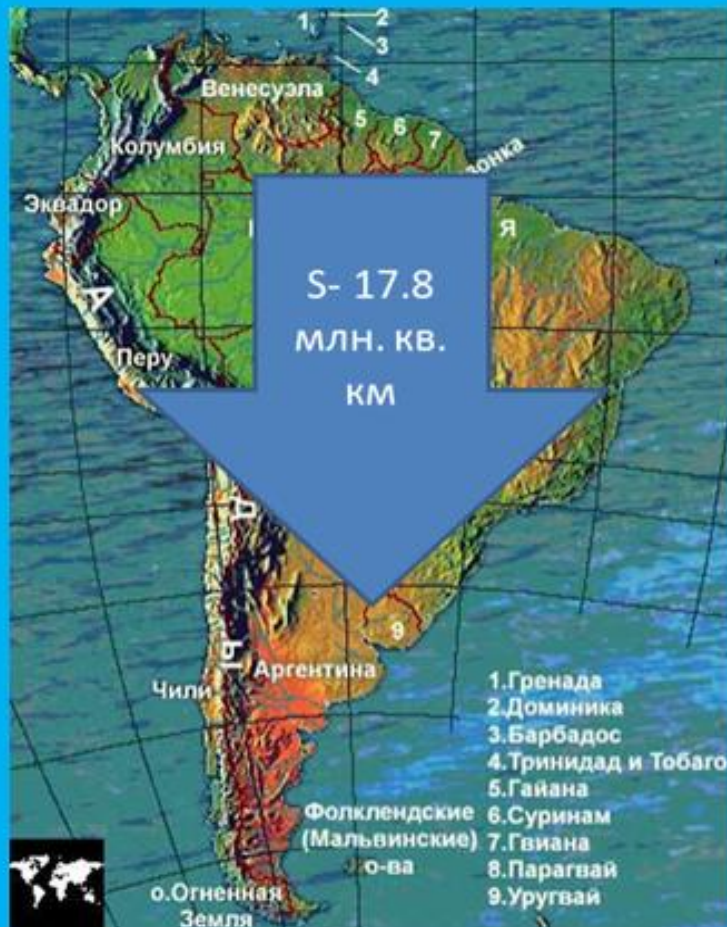 1
2
3
4
Венесуэла
5
6
7
Колумбия
зонка
Эквадор
Я
S- 17.8
млн. кв.
км
А
Перу
Д
Ы
9
Аргентина
Чили
1.Гренада
2.Доминика
3.Барбадос
4.Тринидад и Тобаго
5.Гайана
6.Суринам
7.Гвиана
8.Парагвай
9.Уругвай
Фолклендские
(Мальвинские)
о-ва
о.Огненная
Земля